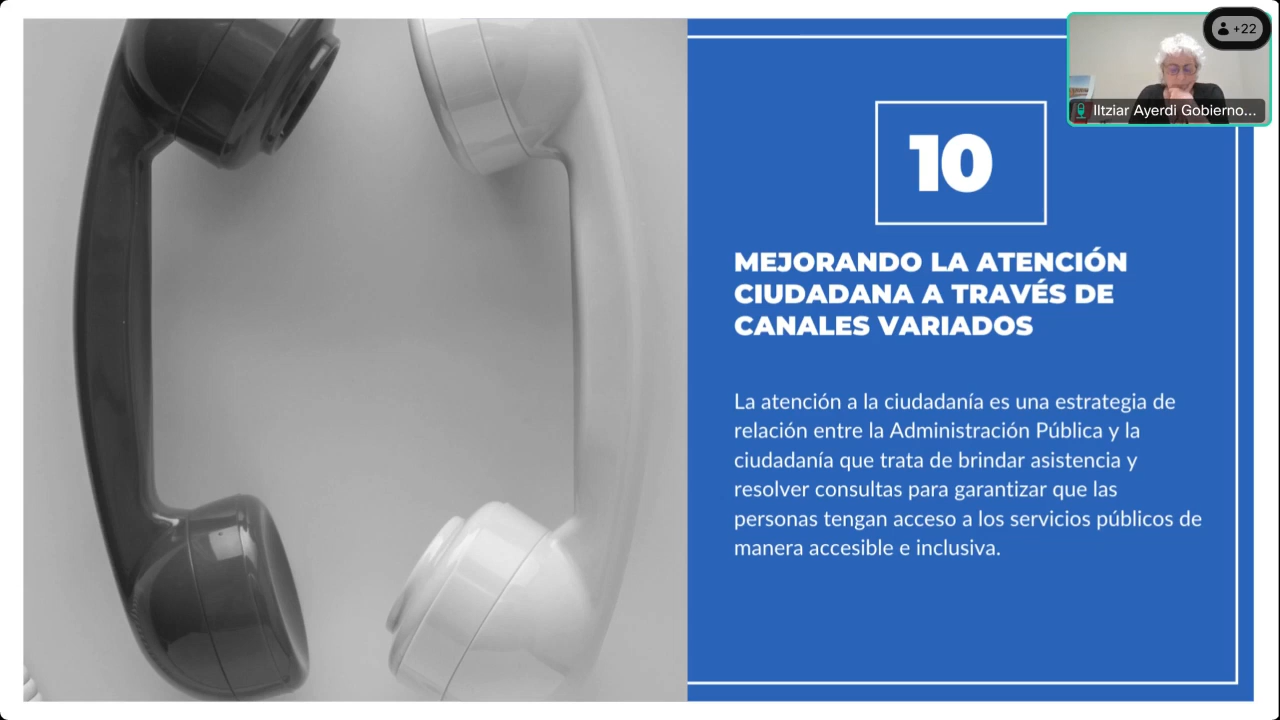 +22
Iltziar Ayerdi Gobierno...
10
MEJORANDO LA ATENCIÓN
CIUDADANA A TRAVÉS DE
CANALES VARIADOS
La atención a la ciudadanía es una estrategia de
relación entre la Administración Pública y la
ciudadanía que trata de brindar asistencia y
resolver consultas para garantizar que las
personas tengan acceso a los servicios públicos de
manera accesible e inclusiva.